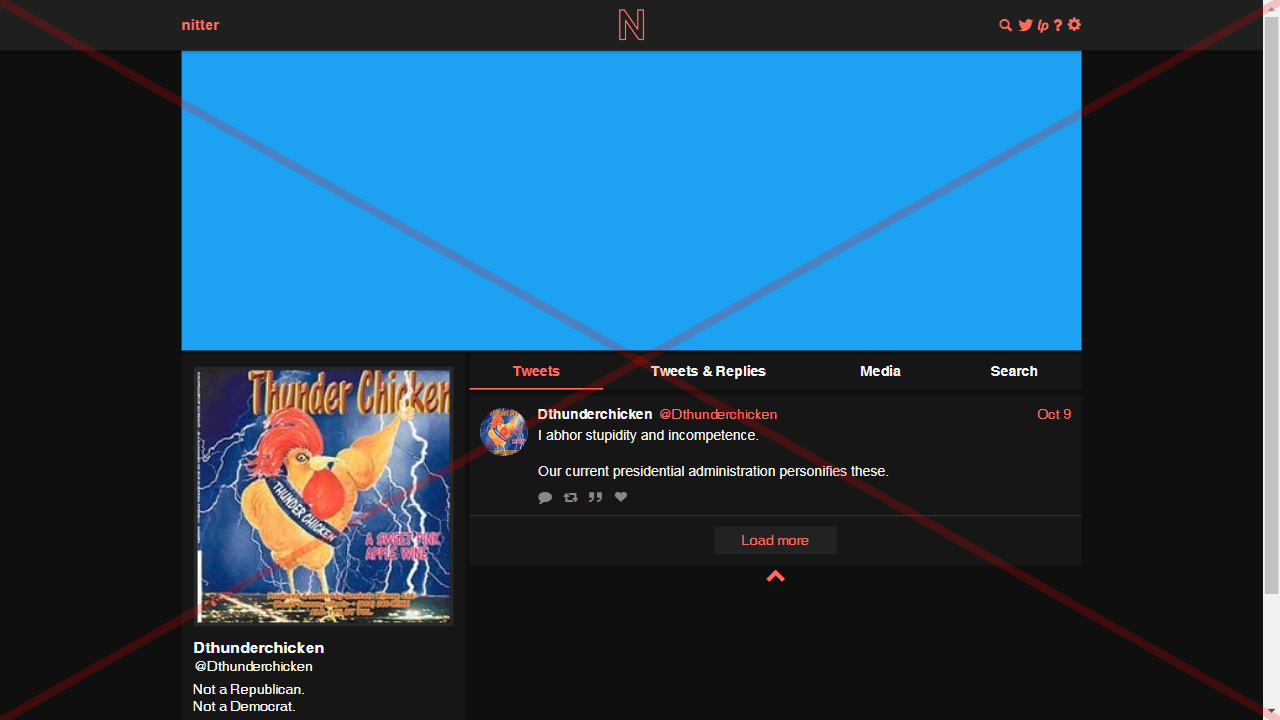 nitter
N
lp ?
Tweets
Tweets & Replies
Media
Search
Thunder Chicken
THUNDER CHICKEN
A SWEET PINK
APPLE WINE
Dthunderchicken
@Dthunderchicken
Not a Republican.
Not a Democrat.
Dthunderchicken @Dthunderchicken Oct 9
I abhor stupidity and incompetence.
Our current presidential administration personifies these.
Load more